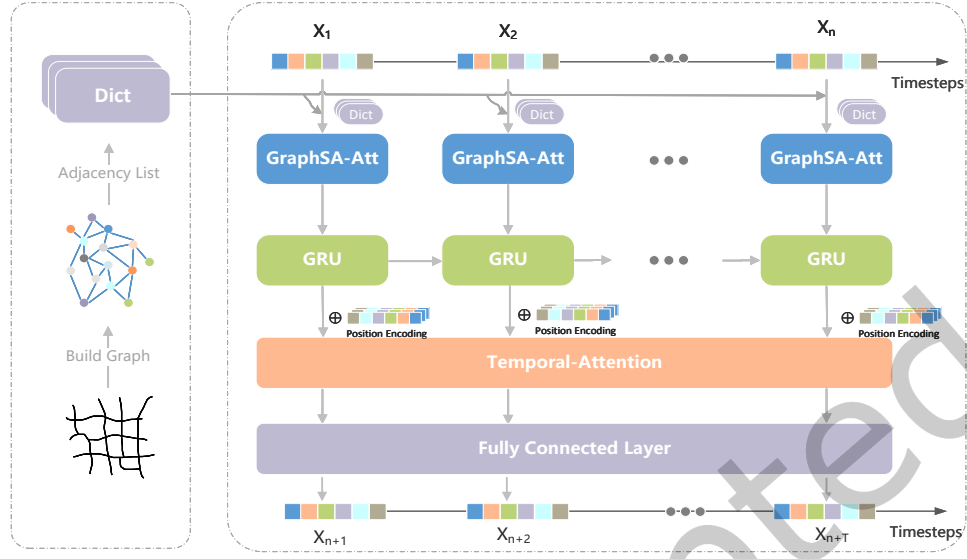 X1
X2
Xn
Timesteps
Dict
Dict
Dict
GraphSA-Att
GraphSA-Att
GraphSA-Att
Adjacency List
Dict
GRU
GRU
GRU
⊕
Position Encoding
⊕
Position Encoding
⊕
Position Encoding
Build Graph
Temporal-Attention
Fully Connected Layer
Xn+1
Xn+2
Xn+T
Timesteps
nted